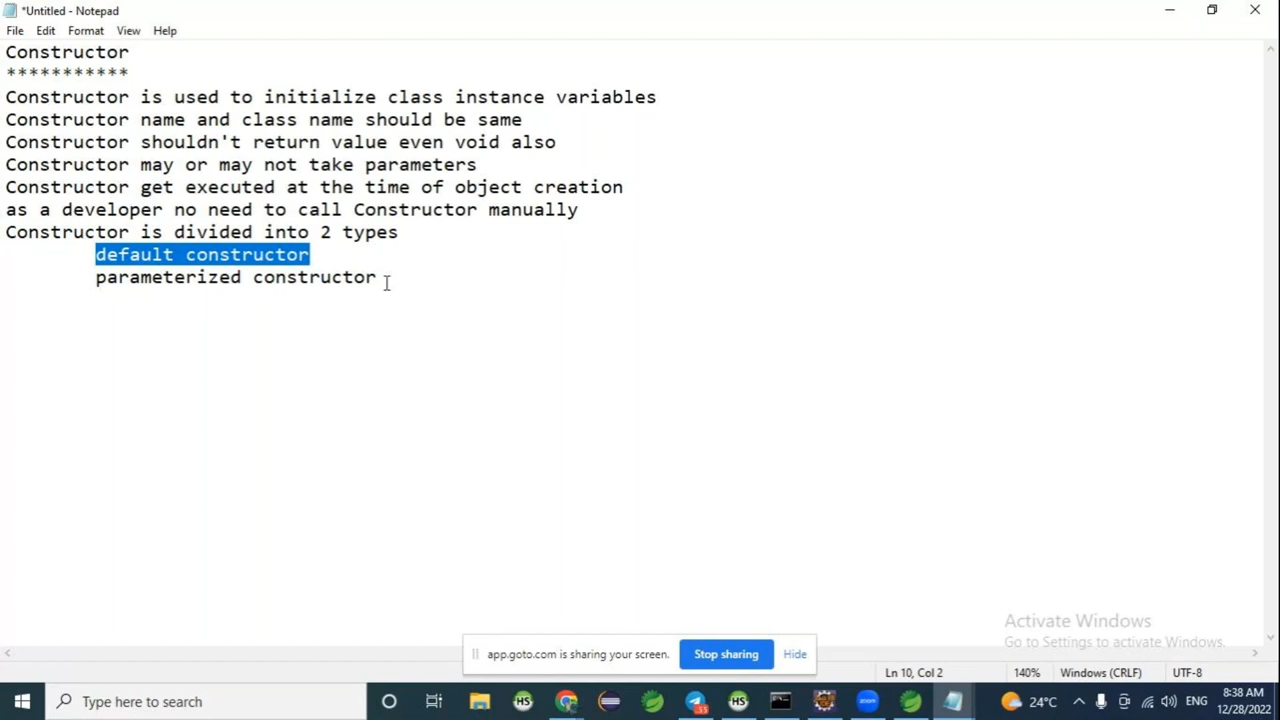 *Untitled - Notepad
File Edit Format View Help
Constructor
***********
Constructor is used to initialize class instance variables
Constructor name and class name should be same
Constructor shouldn't return value even void also
Constructor may or may not take parameters
Constructor get executed at the time of object creation
as a developer no need to call Constructor manually
Constructor is divided into 2 types
default constructor
parameterized constructor
Activate Windows
Go to Settings to activate Windows.
app.goto.com is sharing your screen. Stop sharing Hide
Ln 10, Col 2 140% Windows (CRLF) UTF-8
Type here to search HS .55 HS 24°C ENG 8:38 AM
12/28/2022